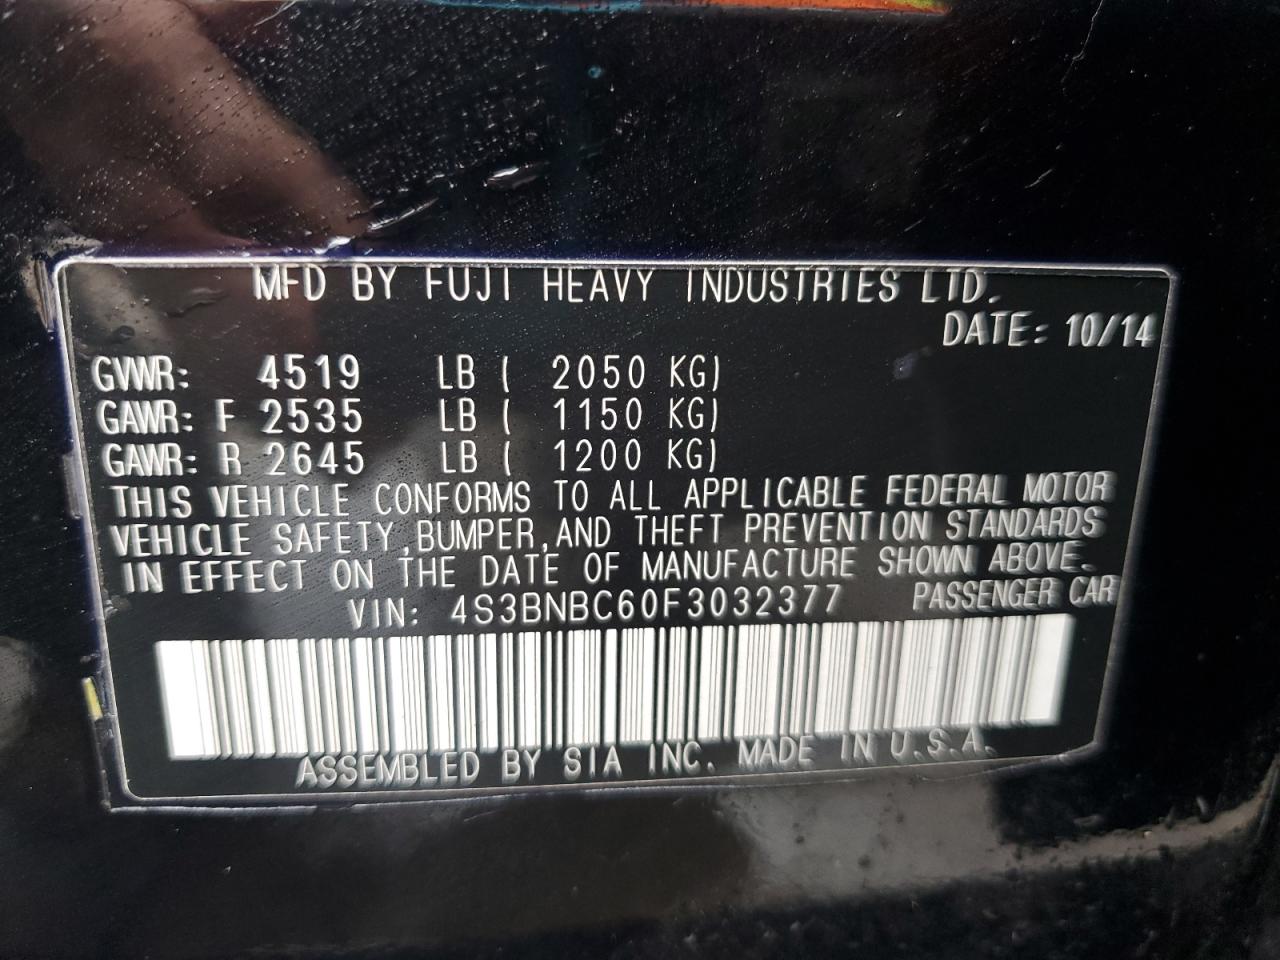 MFD BY FUJI HEAVY INDUSTRIES LTD.
DATE: 10/14
GVWR: 4519 LB ( 2050 KG)
GAWR: F 2535 LB ( 1150 KG)
GAWR: R 2645 LB ( 1200 KG)
THIS VEHICLE CONFORMS TO ALL APPLICABLE FEDERAL MOTOR
VEHICLE SAFETY, BUMPER, AND THEFT PREVENTION STANDARDS
IN EFFECT ON THE DATE OF MANUFACTURE SHOWN ABOVE.
VIN: 4S3BNBC60F3032377 PASSENGER CAR
ASSEMBLED BY SIA INC. MADE IN U.S.A.